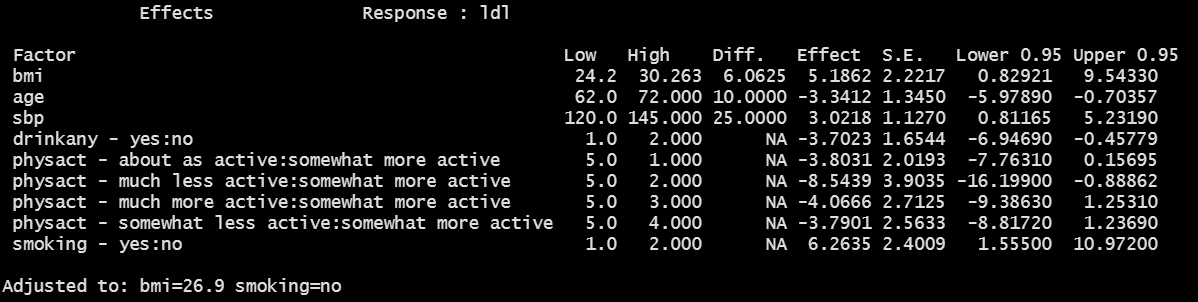 Effects Response : ldl
Factor Low High Diff. Effect S.E. Lower 0.95 Upper 0.95
bmi 24.2 30.263 6.0625 5.1862 2.2217 0.82921 9.54330
age 62.0 72.000 10.0000 -3.3412 1.3450 -5.97890 -0.70357
sbp 120.0 145.000 25.0000 3.0218 1.1270 0.81165 5.23190
drinkany - yes:no 1.0 2.000 NA -3.7023 1.6544 -6.94690 -0.45779
physact - about as active:somewhat more active 5.0 1.000 NA -3.8031 2.0193 -7.76310 0.15695
physact - much less active:somewhat more active 5.0 2.000 NA -8.5439 3.9035 -16.19900 -0.88862
physact - much more active:somewhat more active 5.0 3.000 NA -4.0666 2.7125 -9.38630 1.25310
physact - somewhat less active:somewhat more active 5.0 4.000 NA -3.7901 2.5633 -8.81720 1.23690
smoking - yes:no 1.0 2.000 NA 6.2635 2.4009 1.55500 10.97200
Adjusted to: bmi=26.9 smoking=no